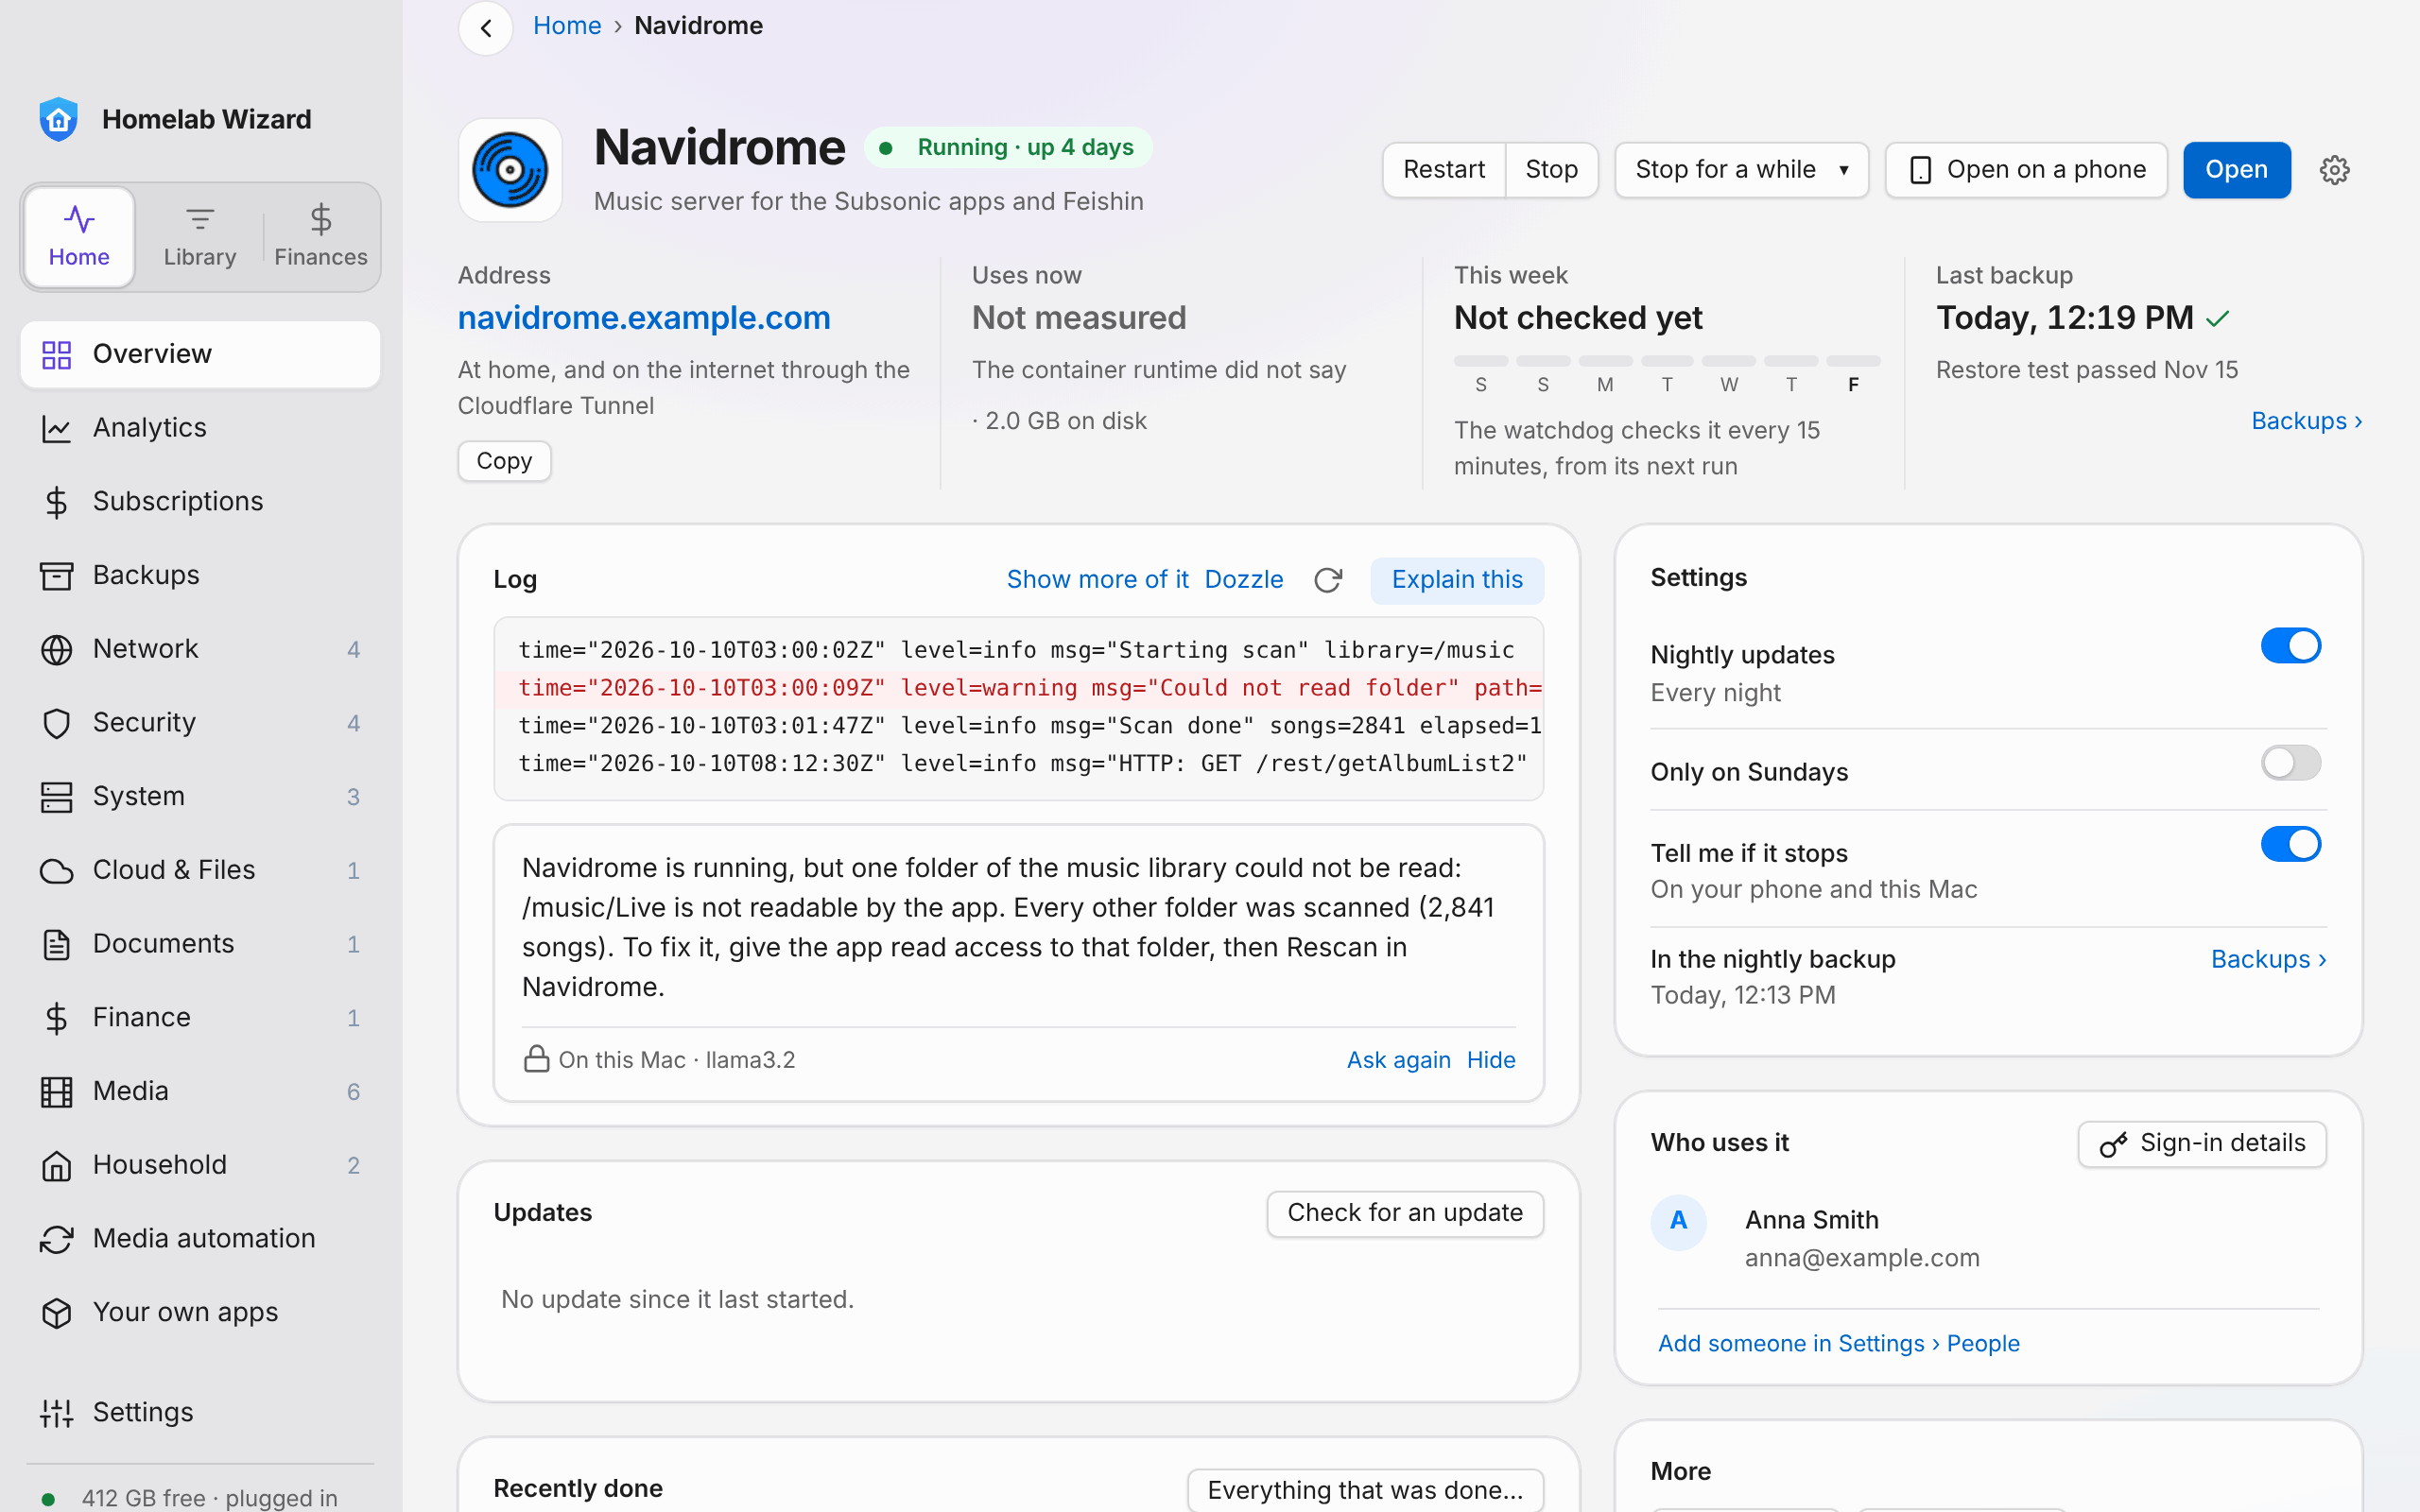 Homelab Wizard
Home
Library
Finances
Overview
Analytics
Subscriptions
Backups
Network 4
Security 4
System 3
Cloud & Files 1
Documents 1
Finance 1
Media 6
Household 2
Media automation
Your own apps
Settings
412 GB free · plugged in
Home › Navidrome
Navidrome
Running · up 4 days
Music server for the Subsonic apps and Feishin
Restart
Stop
Stop for a while ▾
Open on a phone
Open
Address
navidrome.example.com
At home, and on the internet through the
Cloudflare Tunnel
Copy
Uses now
Not measured
The container runtime did not say
· 2.0 GB on disk
This week
Not checked yet
S S M T W T F
The watchdog checks it every 15
minutes, from its next run
Last backup
Today, 12:19 PM ✓
Restore test passed Nov 15
Backups ›
Log
Show more of it
Dozzle
Explain this
time="2026-10-10T03:00:02Z" level=info msg="Starting scan" library=/music
time="2026-10-10T03:00:09Z" level=warning msg="Could not read folder" path=
time="2026-10-10T03:01:47Z" level=info msg="Scan done" songs=2841 elapsed=1
time="2026-10-10T08:12:30Z" level=info msg="HTTP: GET /rest/getAlbumList2"
Navidrome is running, but one folder of the music library could not be read:
/music/Live is not readable by the app. Every other folder was scanned (2,841
songs). To fix it, give the app read access to that folder, then Rescan in
Navidrome.
On this Mac · llama3.2
Ask again
Hide
Updates
Check for an update
No update since it last started.
Recently done
Everything that was done...
Settings
Nightly updates
Every night
Only on Sundays
Tell me if it stops
On your phone and this Mac
In the nightly backup
Backups ›
Today, 12:13 PM
Who uses it
Sign-in details
A
Anna Smith
anna@example.com
Add someone in Settings › People
More